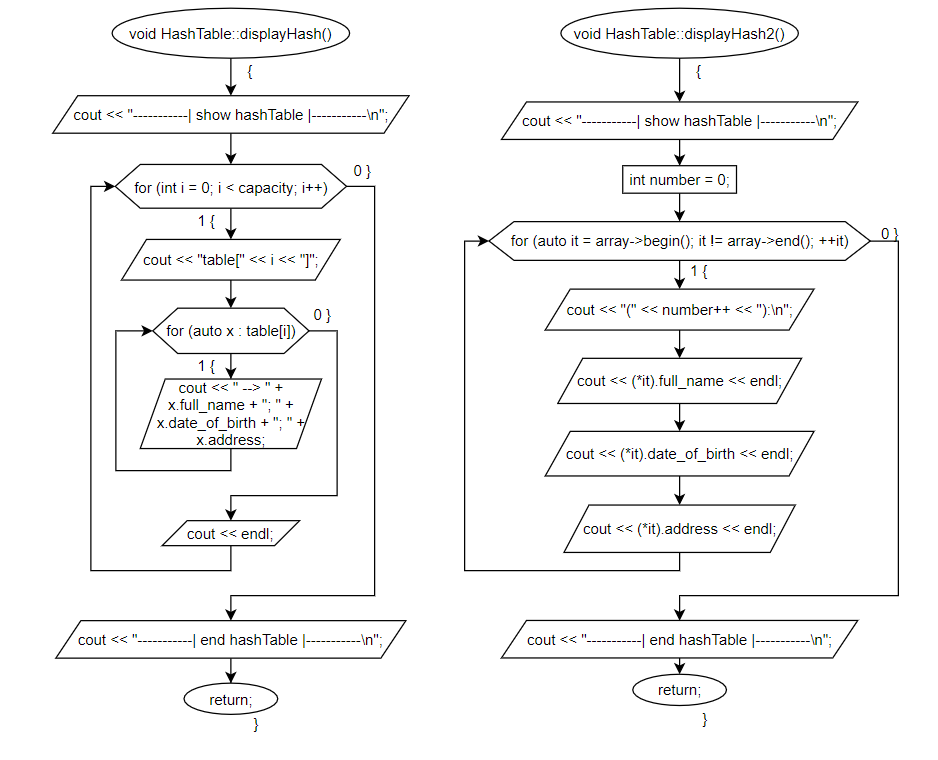 void HashTable::displayHash()
{
cout << "-----------| show hashTable |-----------\n";
for (int i = 0; i < capacity; i++)
0 }
1 {
cout << "table[" << i << "]";
for (auto x : table[i])
0 }
1 {
cout << " --> " +
x.full_name + "; " +
x.date_of_birth + "; " +
x.address;
cout << endl;
cout << "-----------| end hashTable |-----------\n";
return;
}
void HashTable::displayHash2()
{
cout << "-----------| show hashTable |-----------\n";
int number = 0;
for (auto it = array->begin(); it != array->end(); ++it)
0 }
1 {
cout << "(" << number++ << "):\n";
cout << (*it).full_name << endl;
cout << (*it).date_of_birth << endl;
cout << (*it).address << endl;
cout << "-----------| end hashTable |-----------\n";
return;
}